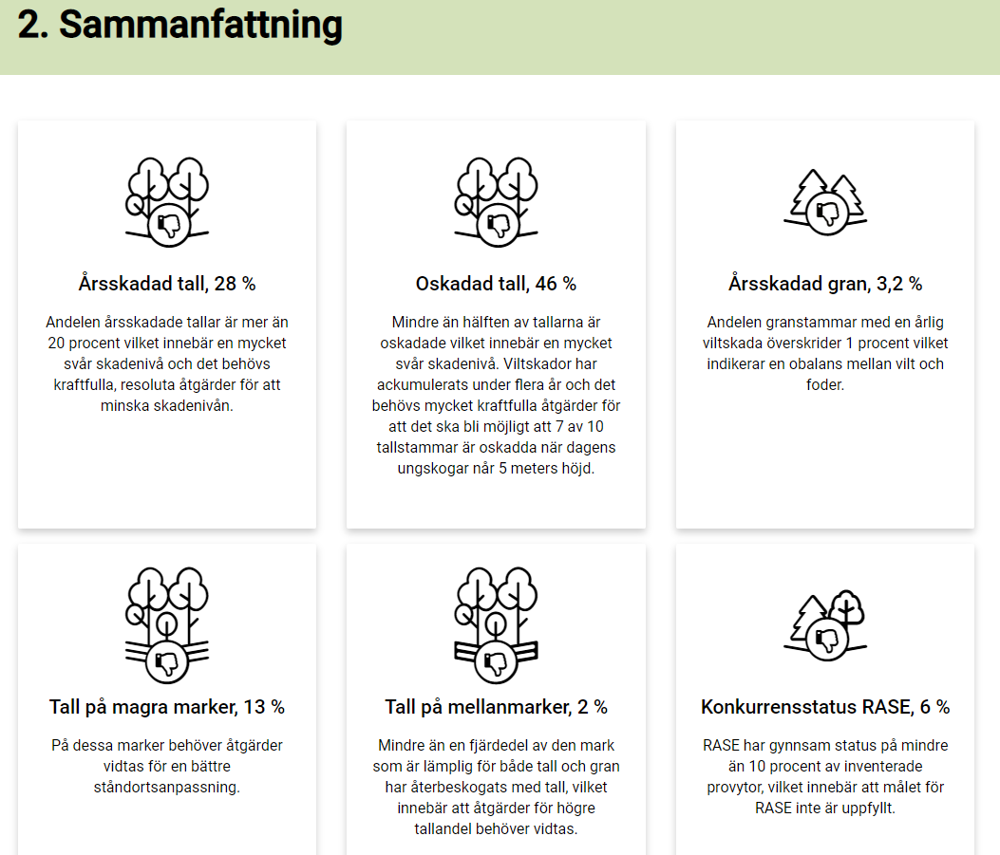 2. Sammanfattning
Årsskadad tall, 28 %
Andelen årsskadade tallar är mer än
20 procent vilket innebär en mycket
svår skadenivå och det behövs
kraftfulla, resoluta åtgärder för att
minska skadenivån.
Oskadad tall, 46 %
Mindre än hälften av tallarna är
oskadade vilket innebär en mycket
svår skadenivå. Viltskador har
ackumulerats under flera år och det
behövs mycket kraftfulla åtgärder för
att det ska bli möjligt att 7 av 10
tallstammar är oskadda när dagens
ungskogar når 5 meters höjd.
Årsskadad gran, 3,2 %
Andelen granstammar med en årlig
viltskada överskrider 1 procent vilket
indikerar en obalans mellan vilt och
foder.
Tall på magra marker, 13 %
På dessa marker behöver åtgärder
vidtas för en bättre
ståndortsanpassning.
Tall på mellanmarker, 2 %
Mindre än en fjärdedel av den mark
som är lämplig för både tall och gran
har återbeskogats med tall, vilket
innebär att åtgärder för högre
tallandel behöver vidtas.
Konkurrensstatus RASE, 6 %
RASE har gynnsam status på mindre
än 10 procent av inventerade
provytor, vilket innebär att målet för
RASE inte är uppfyllt.